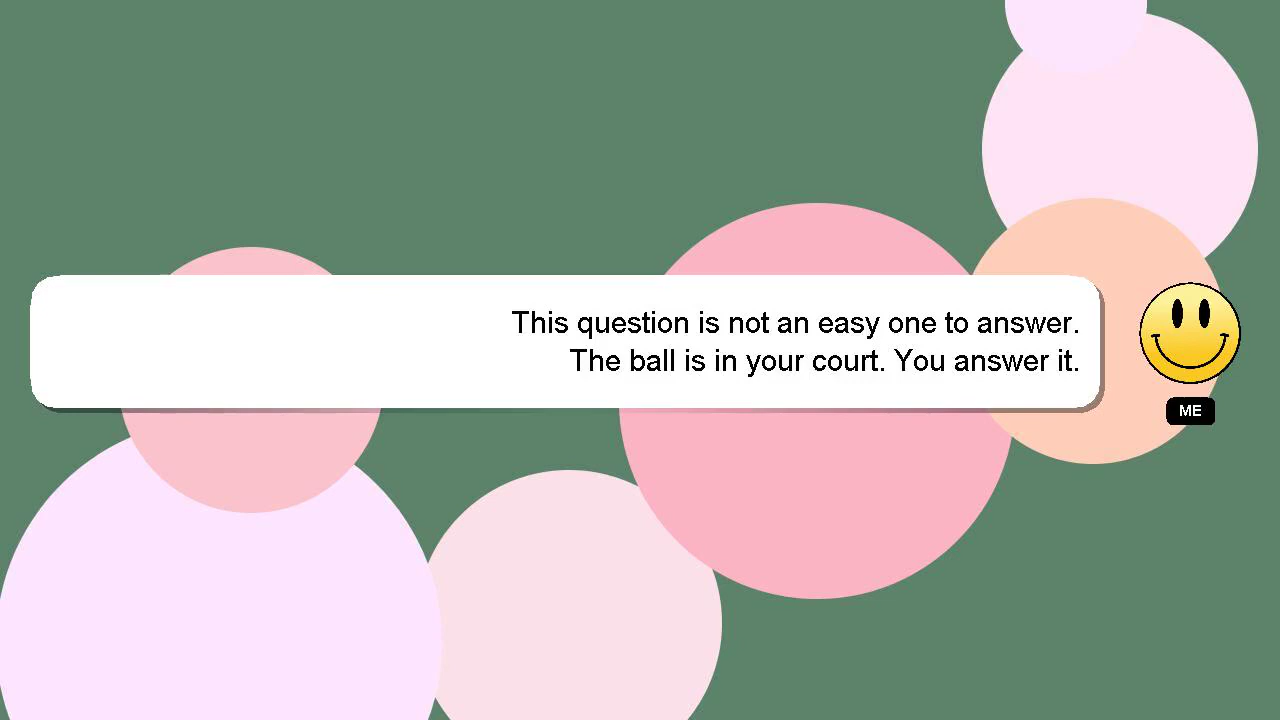 This question is not an easy one to answer.
The ball is in your court. You answer it.
ME